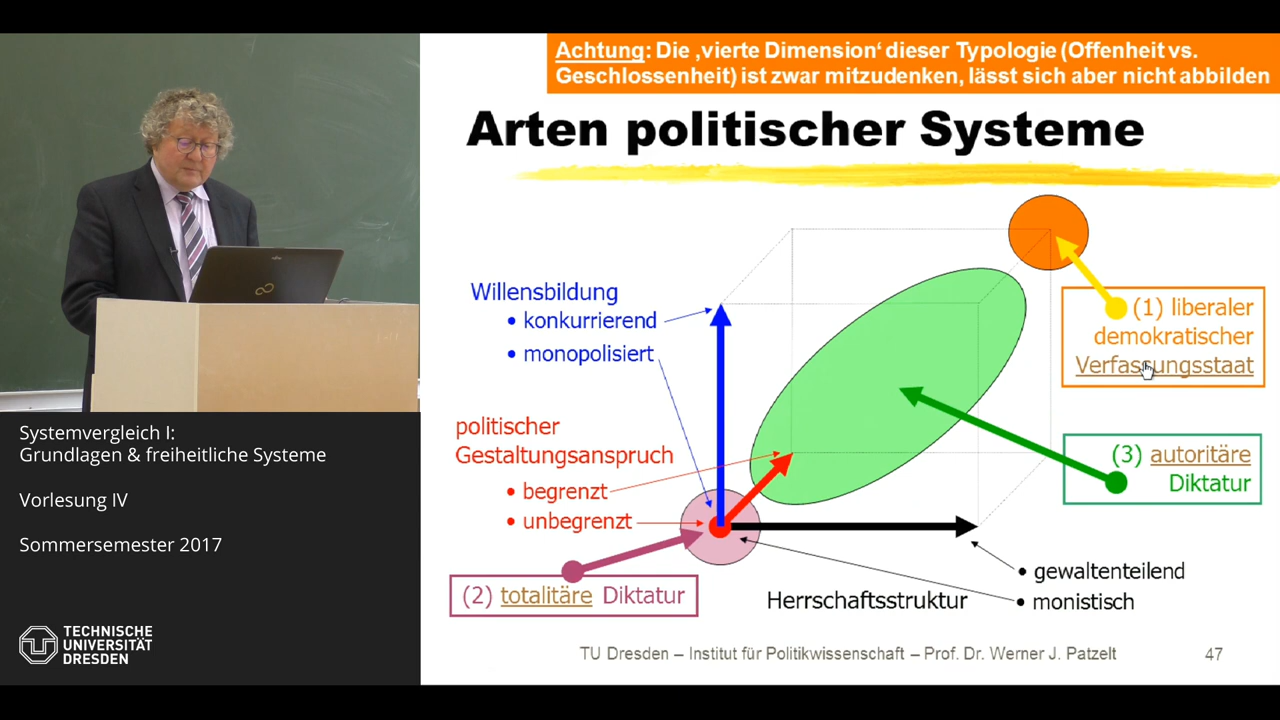 Achtung: Die ‚vierte Dimension‘ dieser Typologie (Offenheit vs.
Geschlossenheit) ist zwar mitzudenken, lässt sich aber nicht abbilden
Arten politischer Systeme
Willensbildung
• konkurrierend
• monopolisiert
politischer
Gestaltungsanspruch
• begrenzt
• unbegrenzt
(1) liberaler
demokratischer
Verfassungsstaat
(3) autoritäre
Diktatur
(2) totalitäre Diktatur
Herrschaftsstruktur
• gewaltenteilend
• monistisch
TU Dresden – Institut für Politikwissenschaft – Prof. Dr. Werner J. Patzelt
47
Systemvergleich I:
Grundlagen & freiheitliche Systeme
Vorlesung IV
Sommersemester 2017
TECHNISCHE
UNIVERSITÄT
DRESDEN